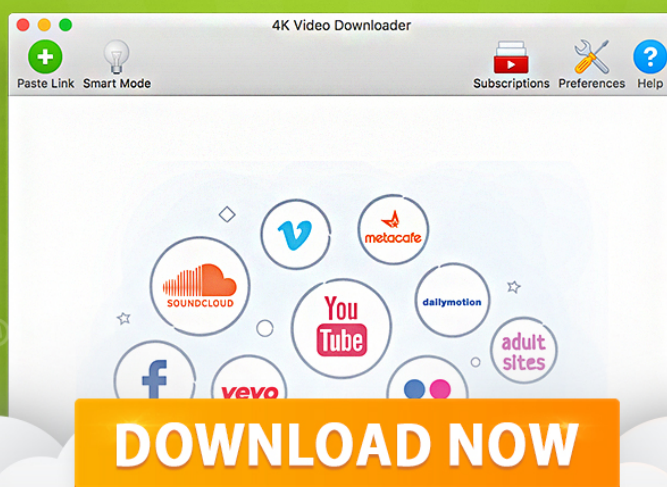 4K Video Downloader
Paste Link Smart Mode Subscriptions Preferences Help
metacafe
SOUNDCLOUD
You
Tube
dailymotion
adult
sites
vevo
DOWNLOAD NOW